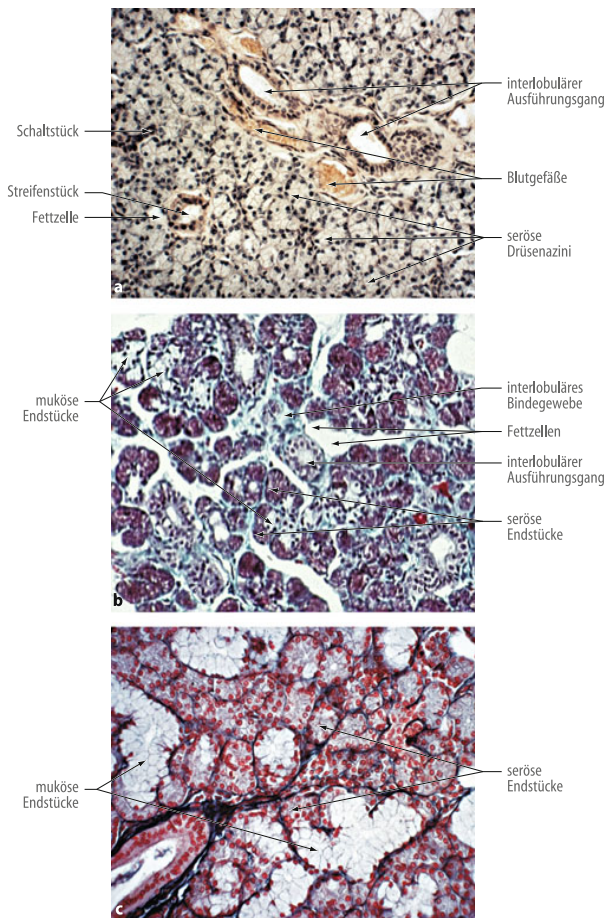 interlobulärer
Ausführungsgang
Schaltstück
Blutgefäße
Streifenstück
Fettzelle
seröse
Drüsenazini
a
muköse
Endstücke
interlobuläres
Bindegewebe
Fettzellen
interlobulärer
Ausführungsgang
seröse
Endstücke
b
muköse
Endstücke
seröse
Endstücke
c